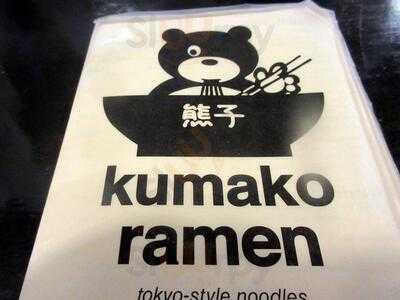 熊子
kumako
ramen
tokyo-style noodles